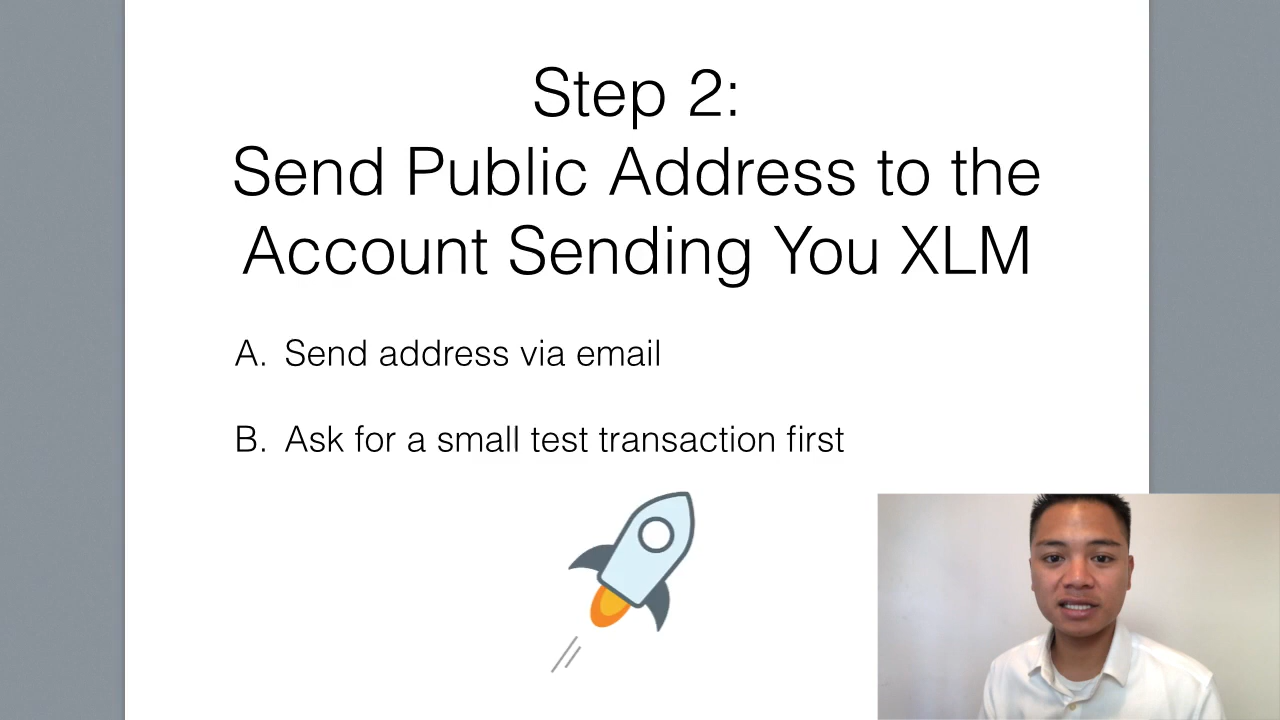 Step 2:
Send Public Address to the
Account Sending You XLM
A. Send address via email
B. Ask for a small test transaction first